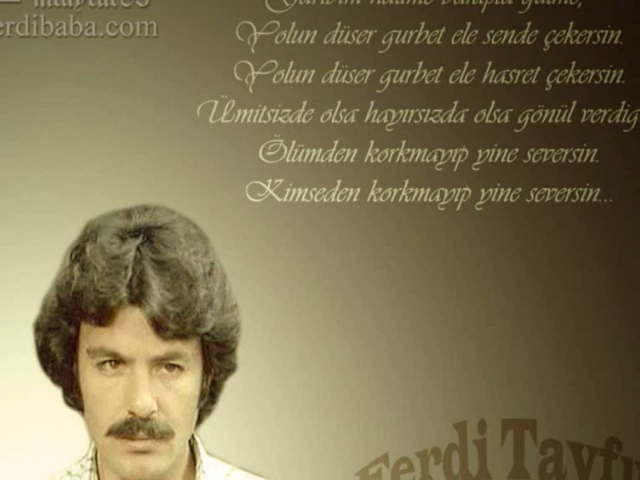 erdibaba.com
Yolun düser gurbet ele sende çekersin.
Yolun düser gurbet ele hasret çekersin.
Ümitsizde olsa hayırsızda olsa gönül verdig
Ölümden korkmayıp yine seversin.
Kimseden korkmayıp yine seversin...
Ferdi Tayfu